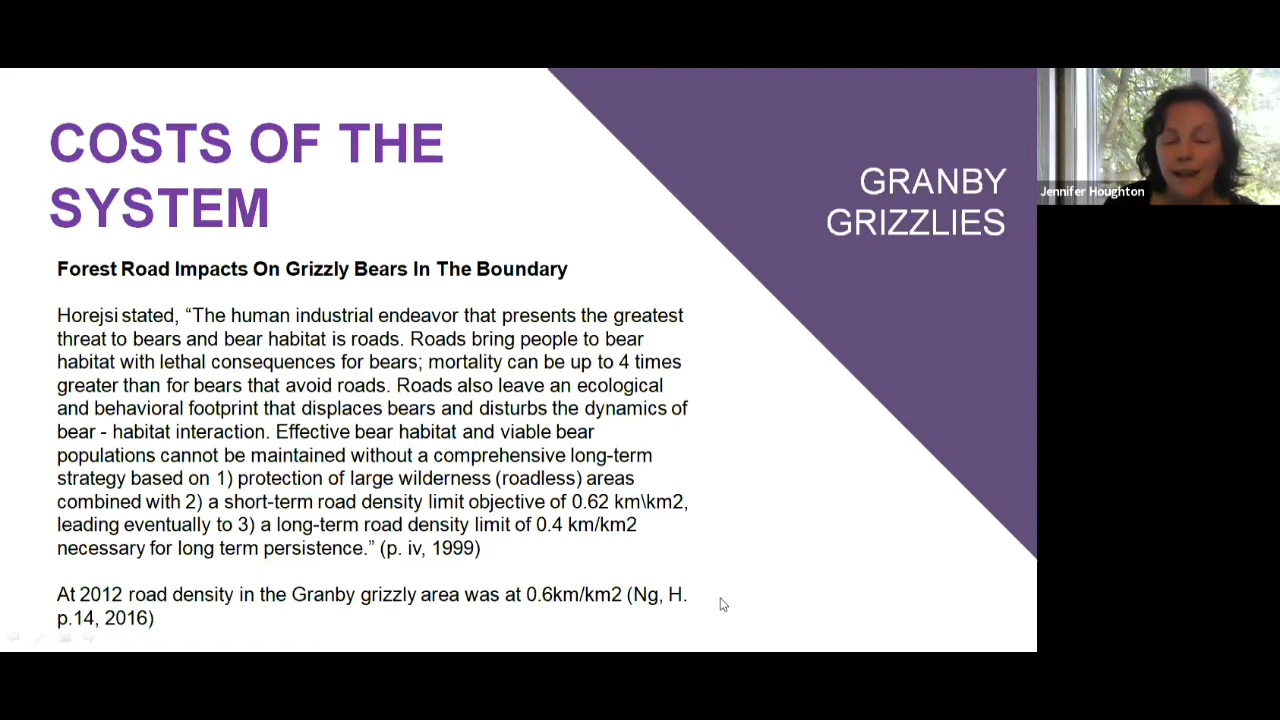 COSTS OF THE
SYSTEM
GRANBY
GRIZZLIES
Jennifer Houghton
Forest Road Impacts On Grizzly Bears In The Boundary
Horejsi stated, “The human industrial endeavor that presents the greatest
threat to bears and bear habitat is roads. Roads bring people to bear
habitat with lethal consequences for bears; mortality can be up to 4 times
greater than for bears that avoid roads. Roads also leave an ecological
and behavioral footprint that displaces bears and disturbs the dynamics of
bear - habitat interaction. Effective bear habitat and viable bear
populations cannot be maintained without a comprehensive long-term
strategy based on 1) protection of large wilderness (roadless) areas
combined with 2) a short-term road density limit objective of 0.62 km\km2,
leading eventually to 3) a long-term road density limit of 0.4 km/km2
necessary for long term persistence.” (p. iv, 1999)
At 2012 road density in the Granby grizzly area was at 0.6km/km2 (Ng, H.
p.14, 2016)